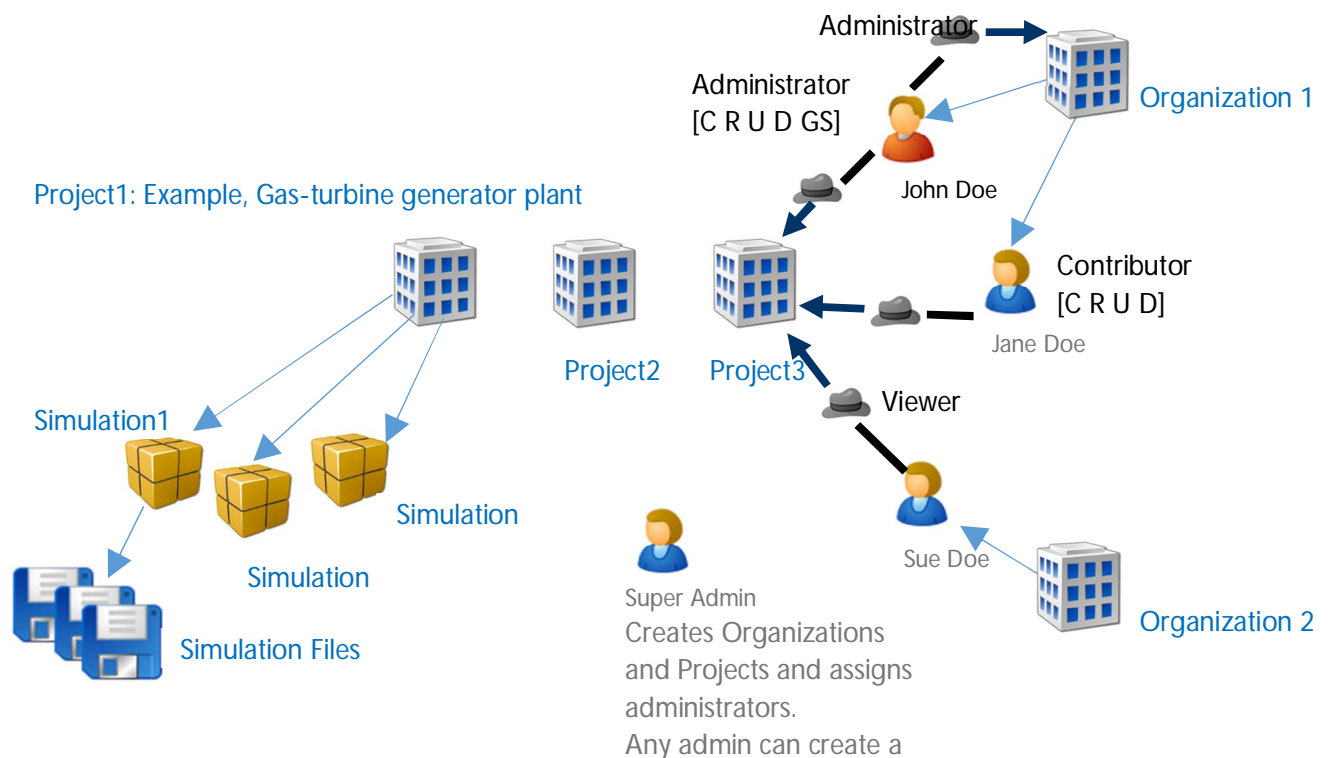 Administrator
Administrator
[C R U D GS]
Organization 1
John Doe
Project1: Example, Gas-turbine generator plant
Contributor
[C R U D]
Jane Doe
Project2
Project3
Viewer
Simulation1
Simulation
Simulation
Sue Doe
Simulation Files
Organization 2
Super Admin
Creates Organizations
and Projects and assigns
administrators.
Any admin can create a